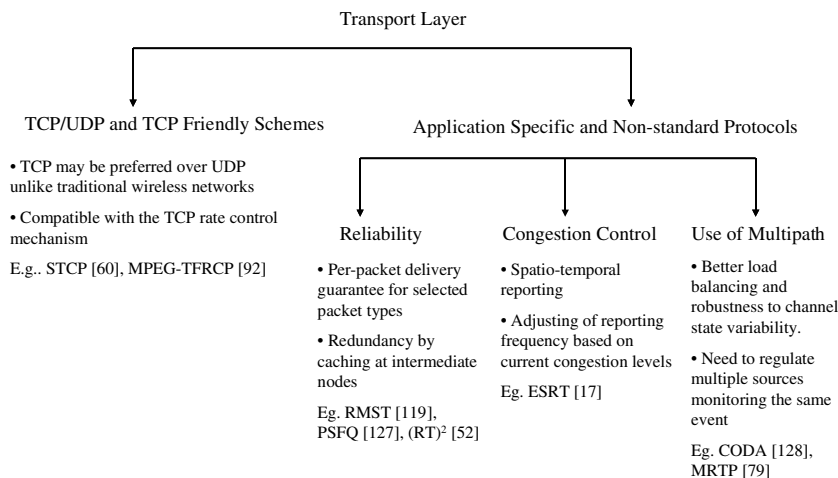 Transport Layer
TCP/UDP and TCP Friendly Schemes
• TCP may be preferred over UDP
unlike traditional wireless networks
• Compatible with the TCP rate control
mechanism
E.g.. STCP [60], MPEG-TFRCP [92]
Application Specific and Non-standard Protocols
Reliability
• Per-packet delivery
guarantee for selected
packet types
• Redundancy by
caching at intermediate
nodes
Eg. RMST [119],
PSFQ [127], (RT)² [52]
Congestion Control
• Spatio-temporal
reporting
• Adjusting of reporting
frequency based on
current congestion levels
Eg. ESRT [17]
Use of Multipath
• Better load
balancing and
robustness to channel
state variability.
• Need to regulate
multiple sources
monitoring the same
event
Eg. CODA [128],
MRTP [79]